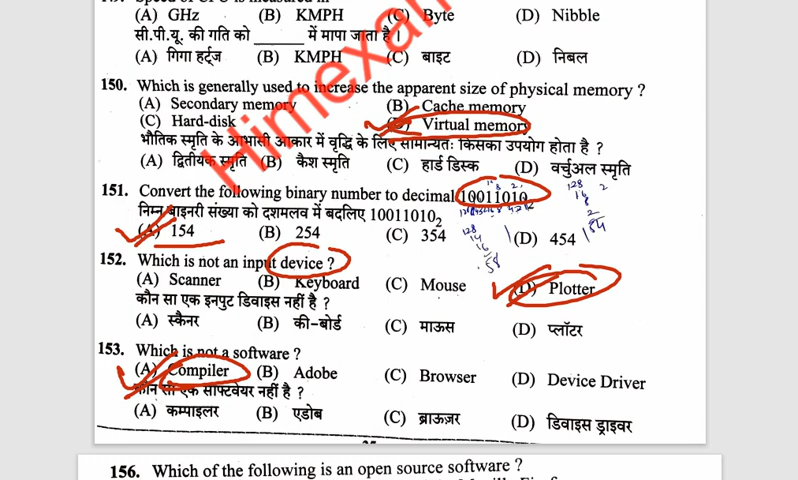 (A) GHz (B) KMPH (C) Byte (D) Nibble
सी.पी.यू. की गति को ______ में मापा जाता है ।
(A) गिगा हर्ट्ज (B) KMPH (C) बाइट (D) निबल
150. Which is generally used to increase the apparent size of physical memory ?
(A) Secondary memory (B) Cache memory
(C) Hard-disk (D) Virtual memory
भौतिक स्मृति के आभासी आकार में वृद्धि के लिए सामान्यतः किसका उपयोग होता है ?
(A) द्वितीयक स्मृति (B) कैश स्मृति (C) हार्ड डिस्क (D) वर्चुअल स्मृति
151. Convert the following binary number to decimal 10011010₂
निम्न बाइनरी संख्या को दशमलव में बदलिए 10011010₂
(A) 154 (B) 254 (C) 354 (D) 454
152. Which is not an input device ?
(A) Scanner (B) Keyboard (C) Mouse (D) Plotter
कौन सा एक इनपुट डिवाइस नहीं है ?
(A) स्कैनर (B) की-बोर्ड (C) माऊस (D) प्लॉटर
153. Which is not a software ?
(A) Compiler (B) Adobe (C) Browser (D) Device Driver
कौन सा एक साफ्टवेयर नहीं है ?
(A) कम्पाइलर (B) एडोब (C) ब्राऊज़र (D) डिवाइस ड्राइवर
156. Which of the following is an open source software ?
Himexam